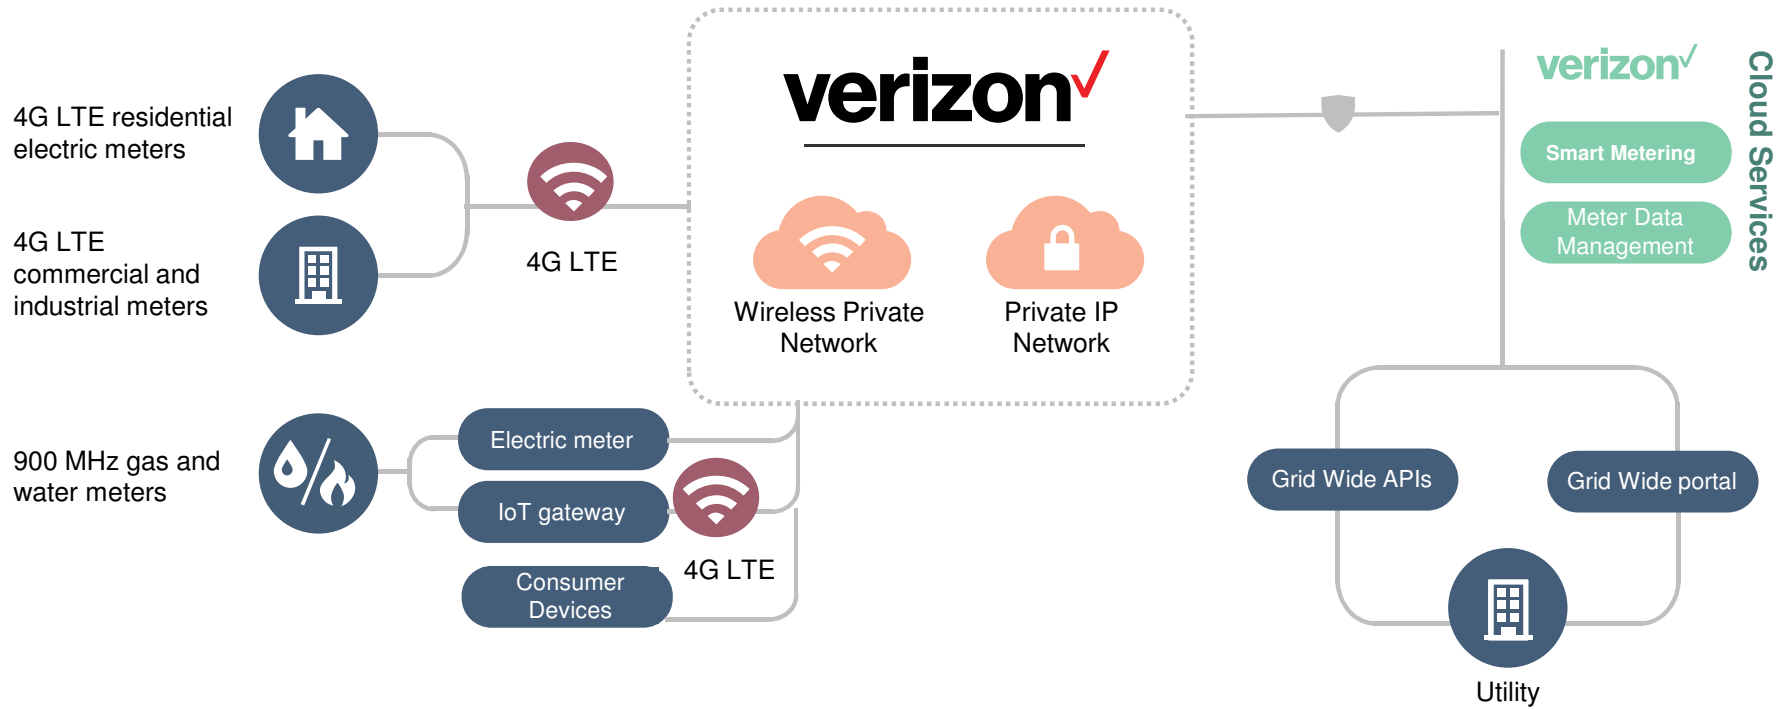 4G LTE residential
electric meters
4G LTE
commercial and
industrial meters
900 MHz gas and
water meters
4G LTE
Electric meter
IoT gateway
Consumer
Devices
4G LTE
verizon
Wireless Private
Network
Private IP
Network
verizon
Smart Metering
Meter Data
Management
Cloud Services
Grid Wide APIs
Grid Wide portal
Utility